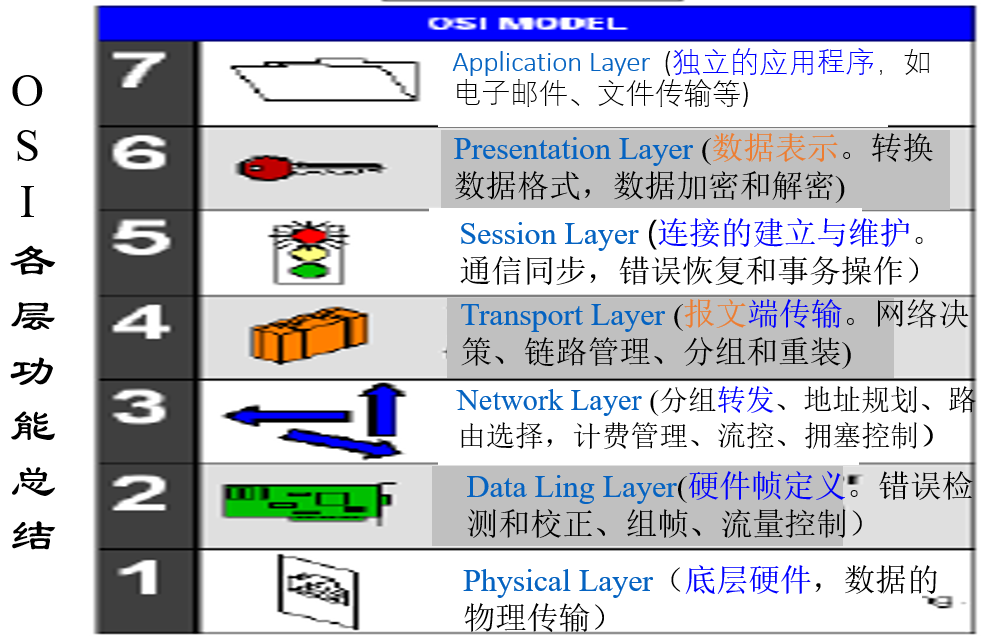 OSI各层功能总结
OSI MODEL
7
Application Layer (独立的应用程序，如
电子邮件、文件传输等)
6
Presentation Layer (数据表示。转换
数据格式，数据加密和解密)
5
Session Layer (连接的建立与维护。
通信同步，错误恢复和事务操作）
4
Transport Layer (报文端传输。网络决
策、链路管理、分组和重装)
3
Network Layer (分组转发、地址规划、路
由选择，计费管理、流控、拥塞控制)
2
Data Ling Layer(硬件帧定义。错误检
测和校正、组帧、流量控制）
1
Physical Layer（底层硬件，数据的
物理传输）